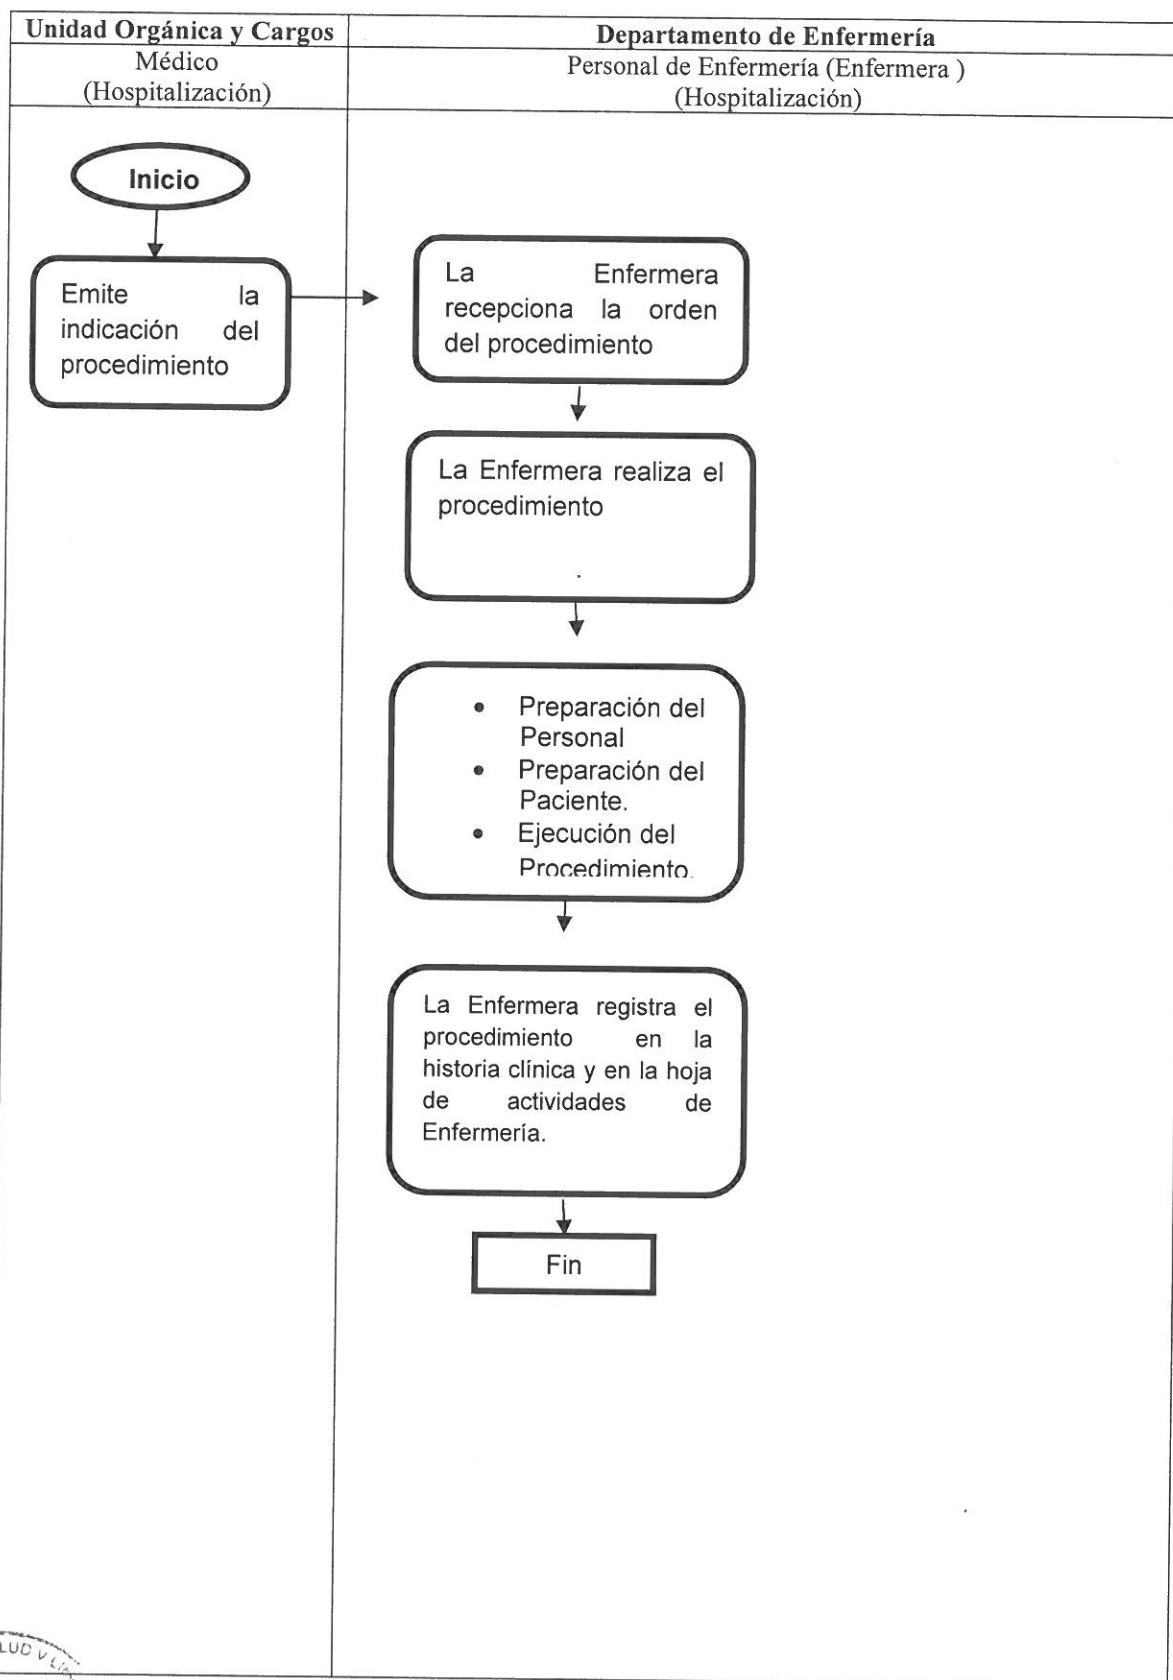 Unidad Orgánica y Cargos
Departamento de Enfermería
Médico
(Hospitalización)
Personal de Enfermería (Enfermera )
(Hospitalización)
Inicio
Emite la
indicación del
procedimiento
La Enfermera
recepciona la orden
del procedimiento
La Enfermera realiza el
procedimiento
• Preparación del
Personal
• Preparación del
Paciente.
• Ejecución del
Procedimiento.
La Enfermera registra el
procedimiento en la
historia clínica y en la hoja
de actividades de
Enfermería.
Fin